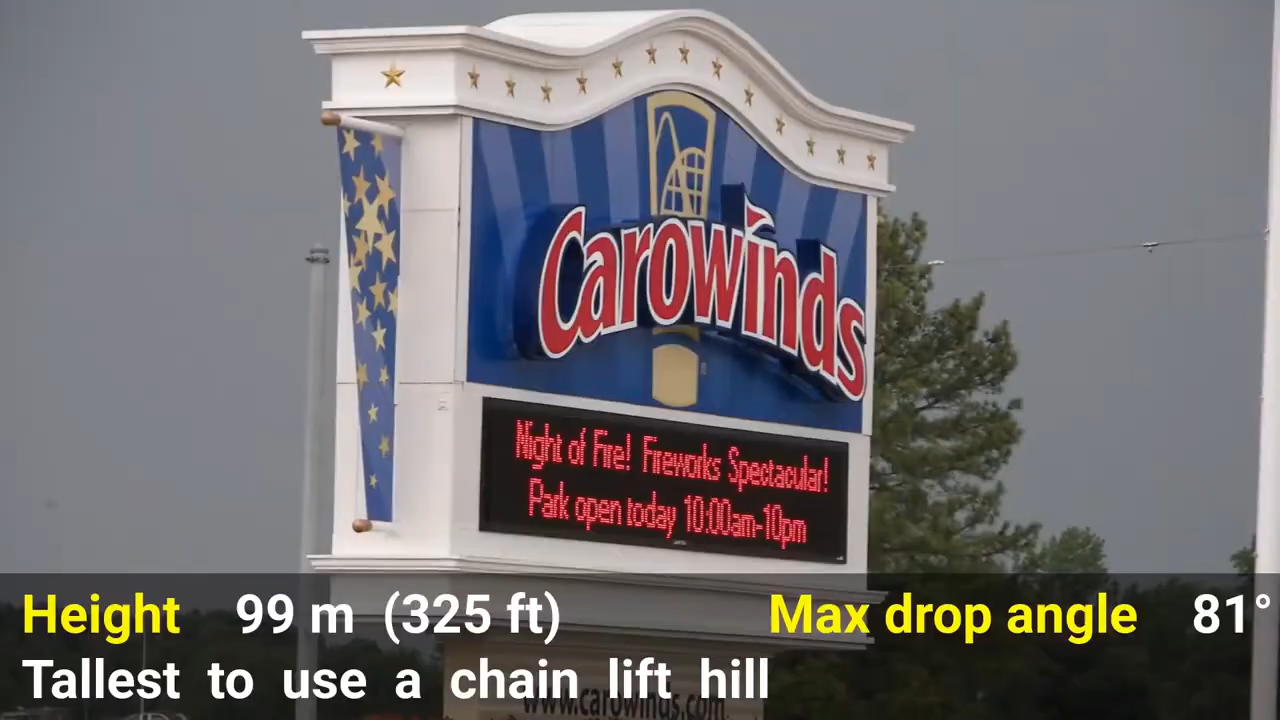 Carowinds
Night of Fire! Fireworks Spectacular!
Park open today 10:00am-10pm
Height 99 m (325 ft) Max drop angle 81°
Tallest to use a chain lift hill
www.carowinds.com